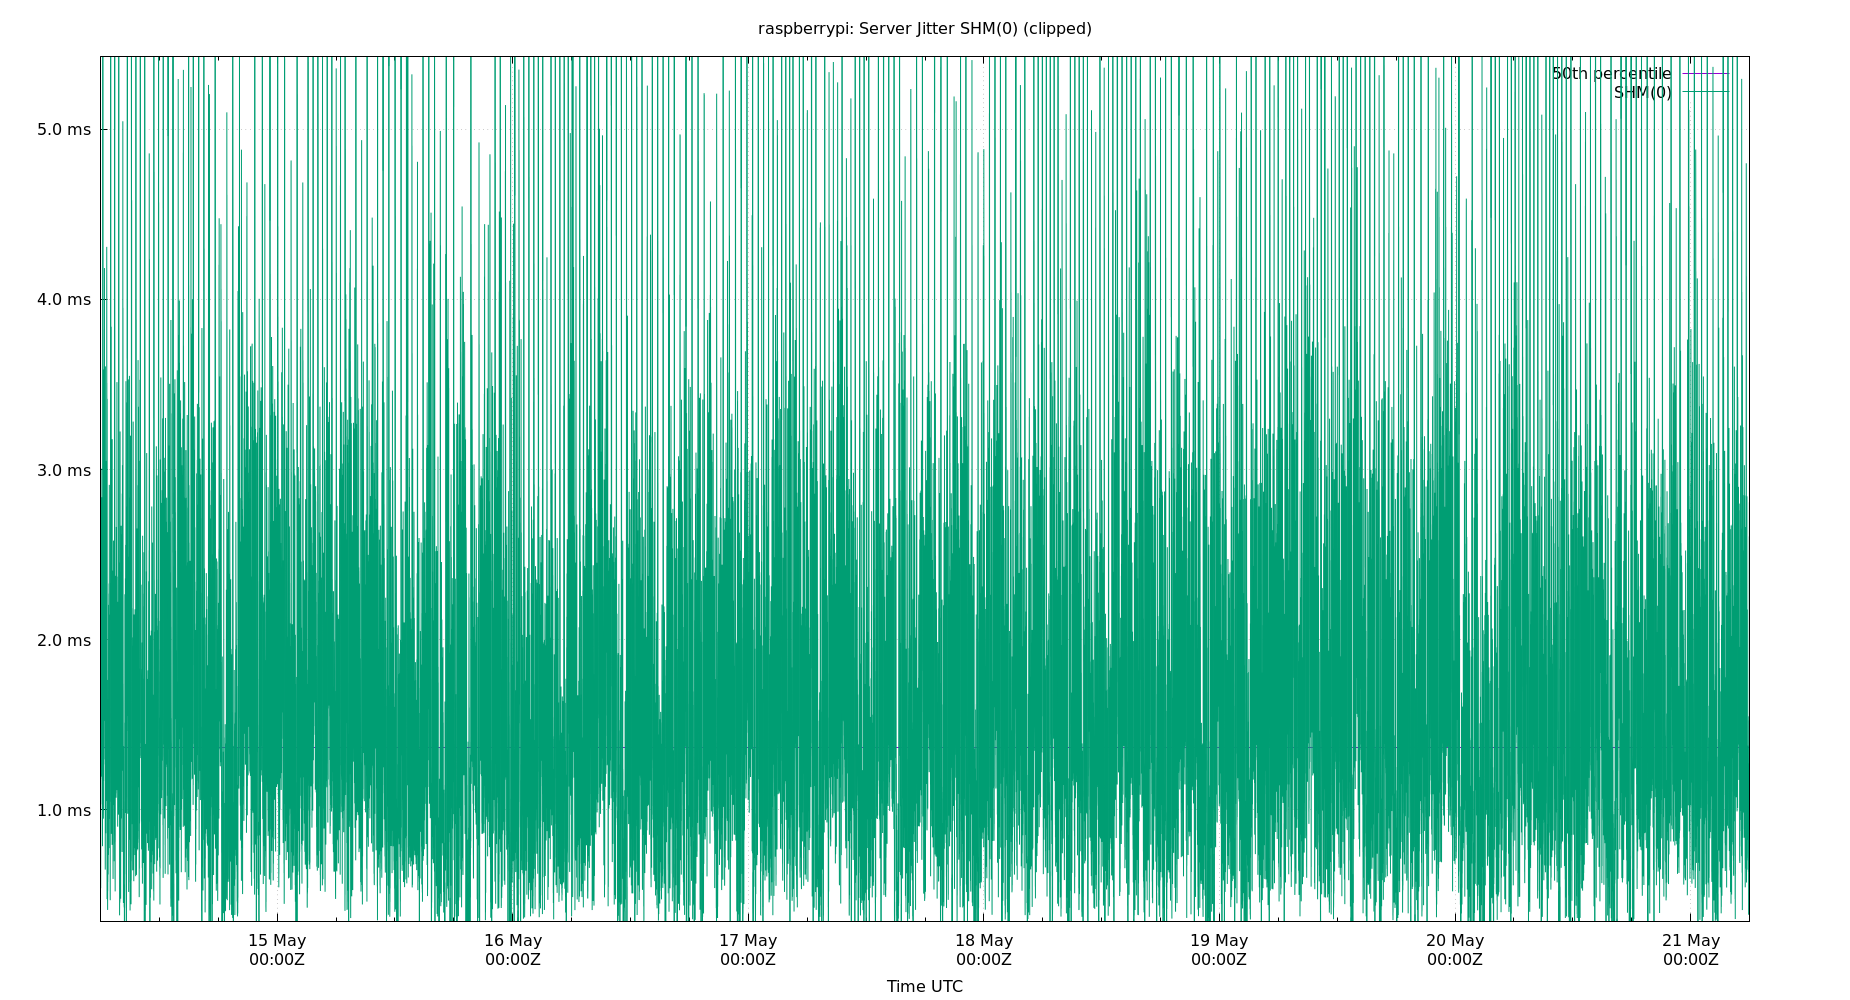 raspberrypi: Server Jitter SHM(0) (clipped)
50th percentile
SHM(0)
5.0 ms
4.0 ms
3.0 ms
2.0 ms
1.0 ms
15 May 16 May 17 May 18 May 19 May 20 May 21 May
00:00Z 00:00Z 00:00Z 00:00Z 00:00Z 00:00Z 00:00Z
Time UTC